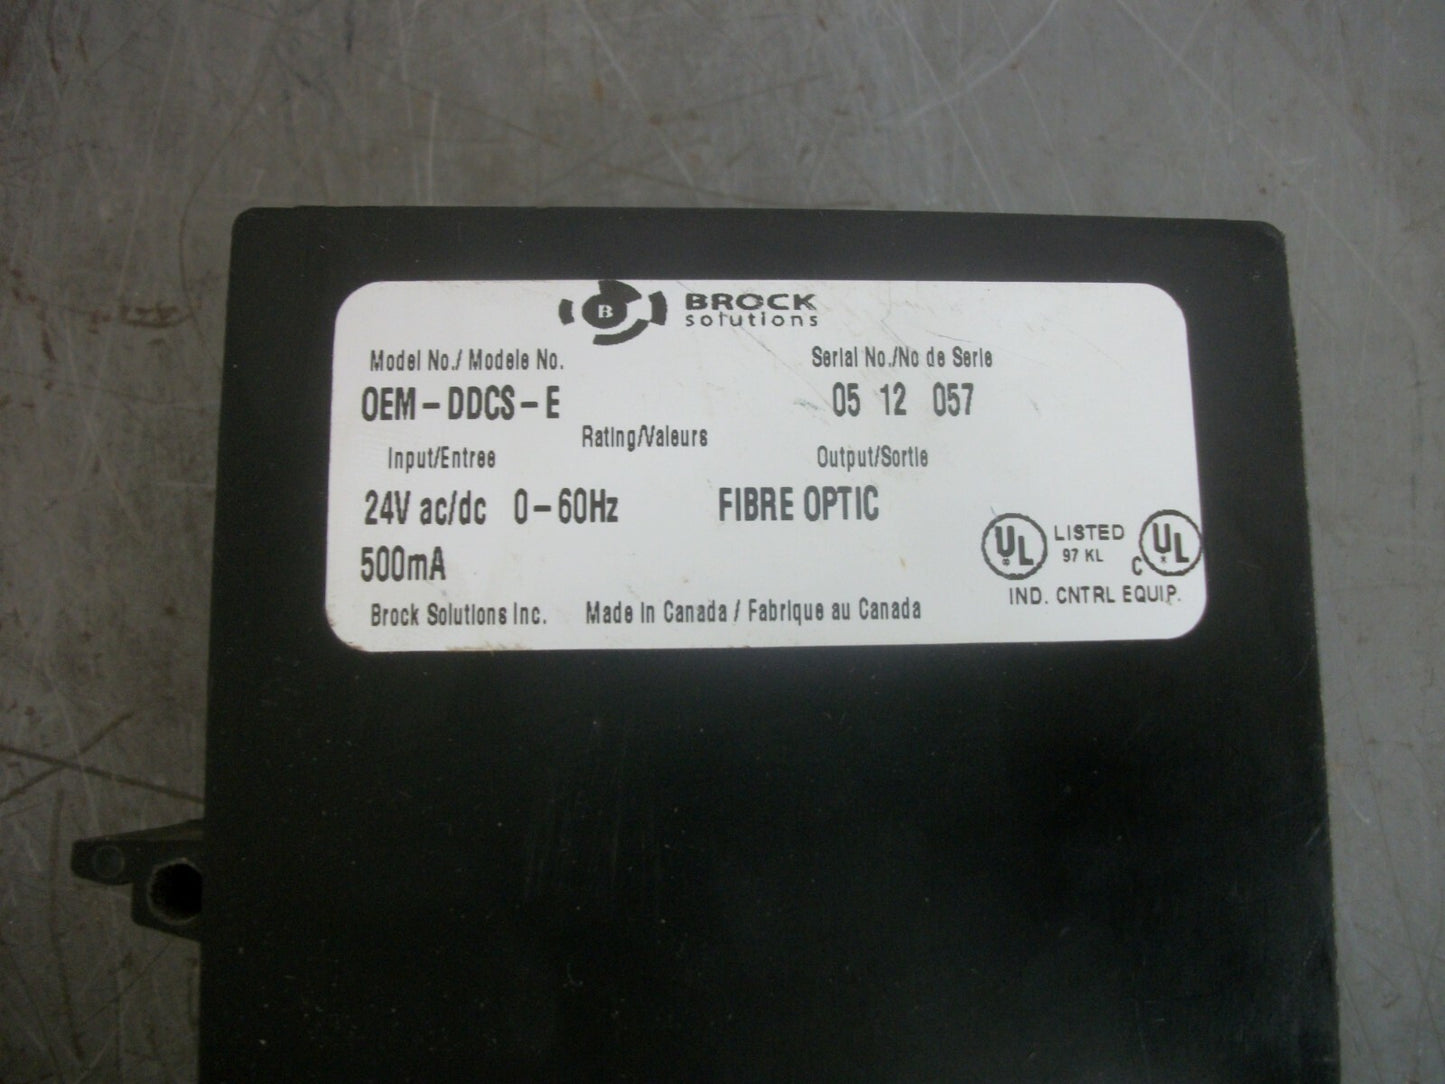 B BROCK
solutions
Model No./ Modele No. Serial No./No de Serie
OEM-DDCS-E 05 12 057
Rating/Valeurs
Input/Entree Output/Sortie
24V ac/dc 0-60Hz FIBRE OPTIC
500mA
UL LISTED C UL
97 KL
IND. CNTRL EQUIP.
Brock Solutions Inc. Made in Canada / Fabrique au Canada